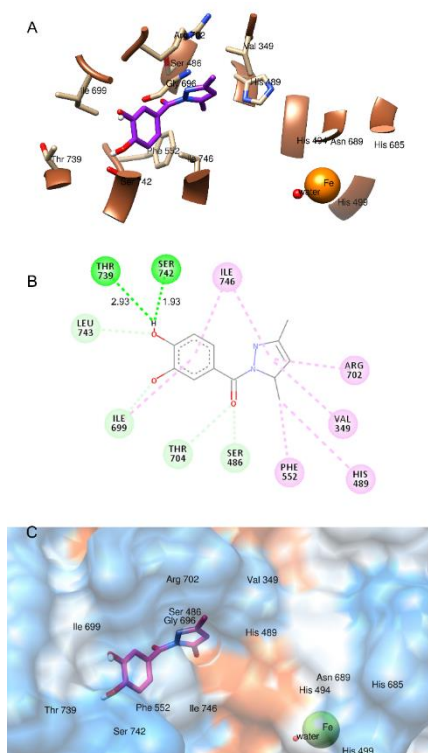 A
Arg 702
Val 349
Ser 486
Gly 696
His 489
Ile 699
His 494
Asn 689
His 685
Phe 552
Ile 746
Thr 739
Ser 742
Fe
water
His 499
B
THR
739
SER
742
ILE
746
2.93
1.93
LEU
743
H
O
N
N
ARG
702
O
O
ILE
699
VAL
349
THR
704
SER
486
PHE
552
HIS
489
C
Arg 702
Val 349
Ser 486
Gly 696
Ile 699
His 489
Asn 689
His 685
His 494
Thr 739
Phe 552
Ile 746
Fe
Ser 742
water
His 499